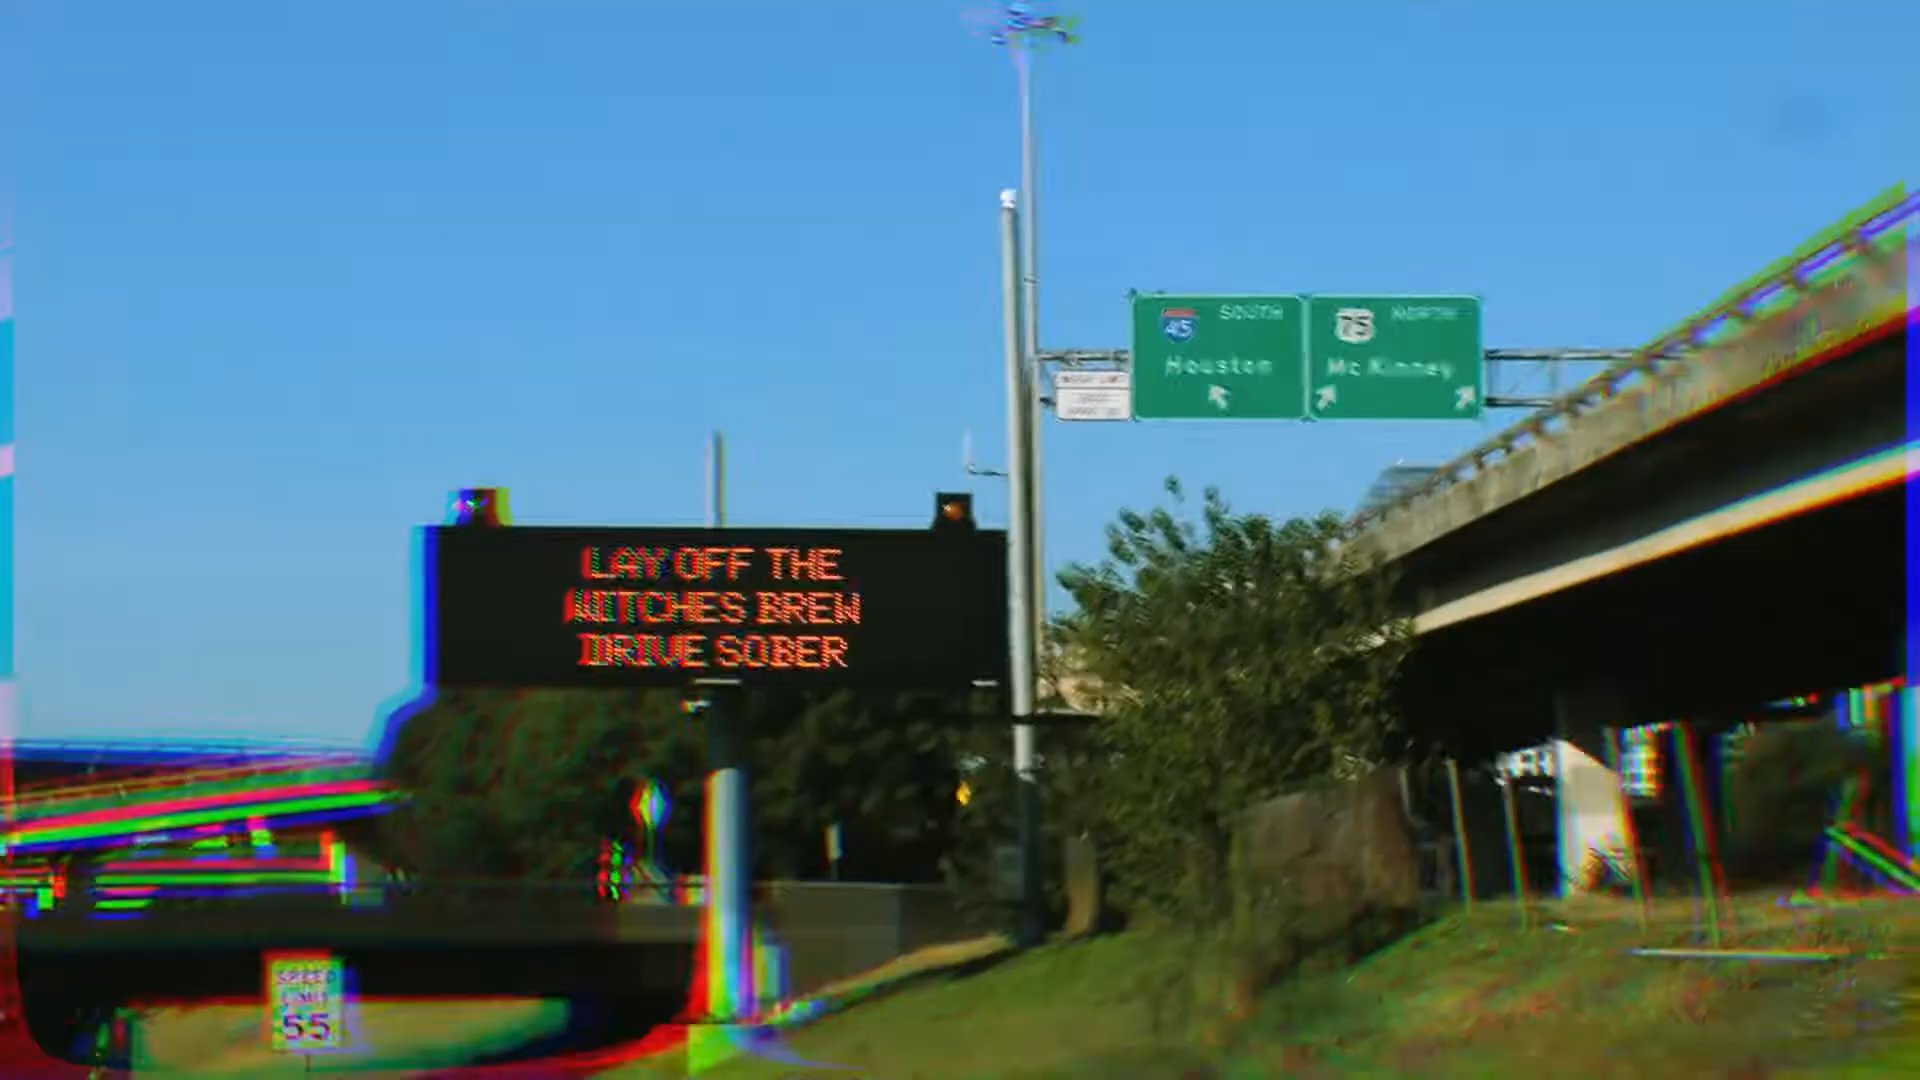 LAY OFF THE
WITCHES BREW
DRIVE SOBER
45 SOUTH
Houston
75 NORTH
Mc Kinney
SPEED
LIMIT
55